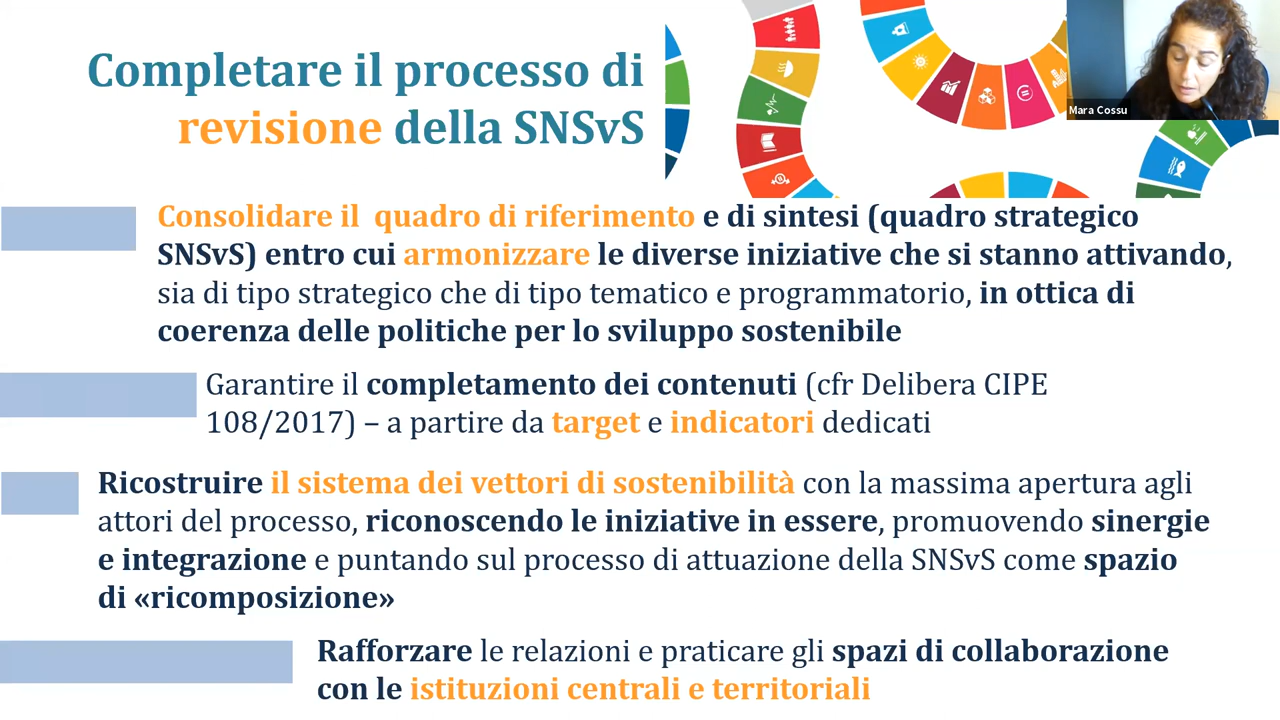 Completare il processo di
revisione della SNSvS
Mara Cossu
Consolidare il quadro di riferimento e di sintesi (quadro strategico
SNSvS) entro cui armonizzare le diverse iniziative che si stanno attivando,
sia di tipo strategico che di tipo tematico e programmatorio, in ottica di
coerenza delle politiche per lo sviluppo sostenibile
Garantire il completamento dei contenuti (cfr Delibera CIPE
108/2017) – a partire da target e indicatori dedicati
Ricostruire il sistema dei vettori di sostenibilità con la massima apertura agli
attori del processo, riconoscendo le iniziative in essere, promuovendo sinergie
e integrazione e puntando sul processo di attuazione della SNSvS come spazio
di «ricomposizione»
Rafforzare le relazioni e praticare gli spazi di collaborazione
con le istituzioni centrali e territoriali